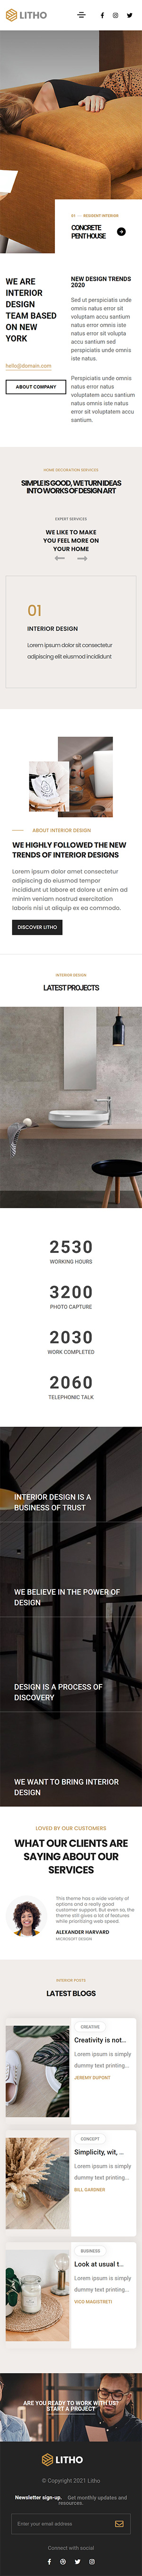 LITHO
01 — RESIDENT INTERIOR
CONCRETE
PENT HOUSE
WE ARE
INTERIOR
DESIGN
TEAM BASED
ON NEW
YORK
hello@domain.com
ABOUT COMPANY
NEW DESIGN TRENDS
2020
Sed ut perspiciatis unde
omnis natus error sit
voluptatem accu santium
natus error omnis iste
natus error sit volupta
accu santium sed
perspiciatis unde omnis
iste natus.
Perspiciatis unde omnis
natus error voluptatem
accus antium santium
natus omnis iste natus
error sit voluptatem accu
santium.
HOME DECORATION SERVICES
SIMPLE IS GOOD, WE TURN IDEAS
INTO WORKS OF DESIGN ART
EXPERT SERVICES
WE LIKE TO MAKE
YOU FEEL MORE ON
YOUR HOME
01
INTERIOR DESIGN
Lorem ipsum dolor sit consectetur
adipiscing elit eiusmod incididunt
ABOUT INTERIOR DESIGN
WE HIGHLY FOLLOWED THE NEW
TRENDS OF INTERIOR DESIGNS
Lorem ipsum dolor amet consectetur
adipiscing do eiusmod tempor
incididunt ut labore et dolore ut enim ad
minim veniam nostrud exercitation
laboris nisi ut aliquip ex ea commodo.
DISCOVER LITHO
INTERIOR DESIGN
LATEST PROJECTS
2530
WORKING HOURS
3200
PHOTO CAPTURE
2030
WORK COMPLETED
2060
TELEPHONIC TALK
INTERIOR DESIGN IS A
BUSINESS OF TRUST
WE BELIEVE IN THE POWER OF
DESIGN
DESIGN IS A PROCESS OF
DISCOVERY
WE WANT TO BRING INTERIOR
DESIGN
LOVED BY OUR CUSTOMERS
WHAT OUR CLIENTS ARE
SAYING ABOUT OUR
SERVICES
This theme has a wide variety of
options and a really good
customer support. But even so, the
theme still gives a lot of features
while prioritising web speed.
ALEXANDER HARVARD
MICROSOFT DESIGN
INTERIOR POSTS
LATEST BLOGS
CREATIVE
Creativity is not...
Lorem ipsum is simply
dummy text printing...
JEREMY DUPONT
CONCEPT
Simplicity, wit, ...
Lorem ipsum is simply
dummy text printing...
BILL GARDNER
BUSINESS
Look at usual t...
Lorem ipsum is simply
dummy text printing...
VICO MAGISTRETTI
ARE YOU READY TO WORK WITH US?
START A PROJECT
LITHO
© Copyright 2021 Litho
Newsletter sign-up. Get monthly updates and
resources.
Enter your email address
Connect with social